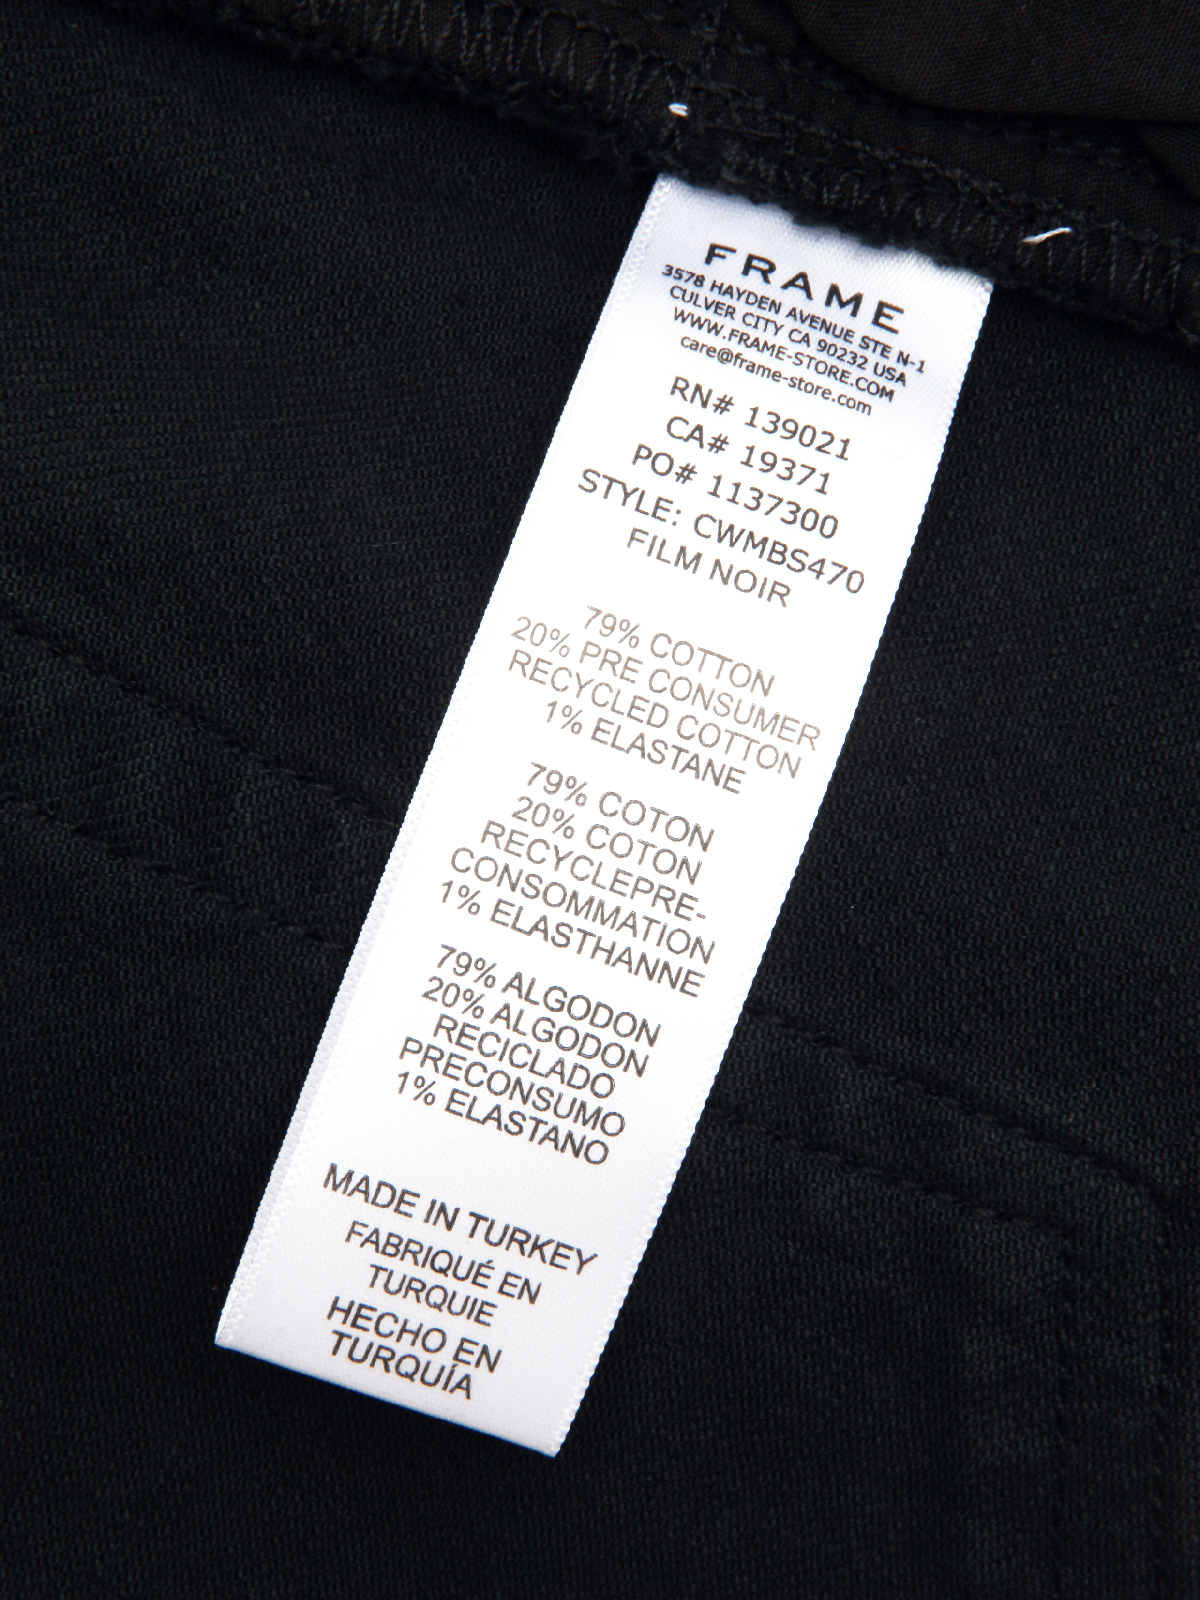 FRAME
3578 HAYDEN AVENUE STE N-1
CULVER CITY CA 90232 USA
WWW.FRAME-STORE.COM
care@frame-store.com
RN# 139021
CA# 19371
PO# 1137300
STYLE: CWMBS470
FILM NOIR
79% COTTON
20% PRE CONSUMER
RECYCLED COTTON
1% ELASTANE
79% COTON
20% COTON
RECYCLEPRE-
CONSOMMATION
1% ELASTHANNE
79% ALGODON
20% ALGODON
RECICLADO
PRECONSUMO
1% ELASTANO
MADE IN TURKEY
FABRIQUÉ EN
TURQUIE
HECHO EN
TURQUÍA